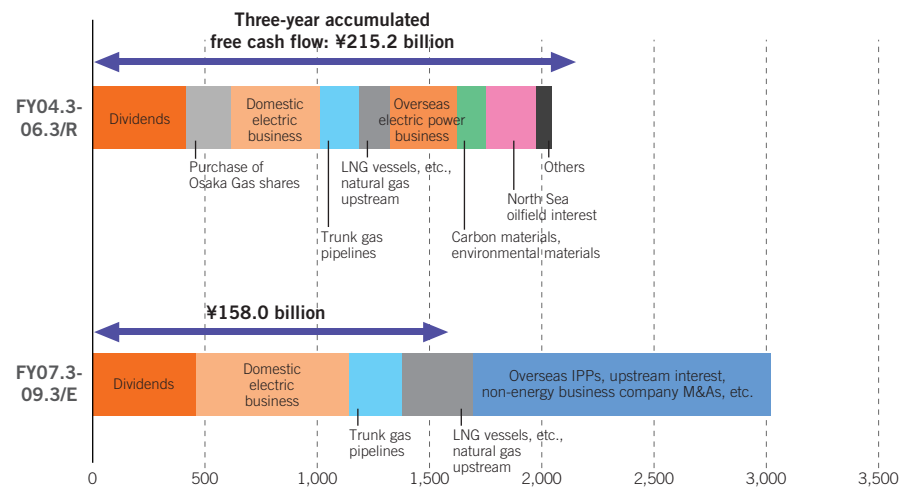 Three-year accumulated
free cash flow: ¥215.2 billion
FY04.3-
06.3/R
Dividends
Domestic
electric
business
Overseas
electric power
business
Purchase of
Osaka Gas shares
LNG vessels, etc.,
natural gas
upstream
Others
North Sea
oilfield interest
Trunk gas
pipelines
Carbon materials,
environmental materials
¥158.0 billion
FY07.3-
09.3/E
Dividends
Domestic
electric
business
Overseas IPPs, upstream interest,
non-energy business company M&As, etc.
Trunk gas
pipelines
LNG vessels, etc.,
natural gas
upstream
0 500 1,000 1,500 2,000 2,500 3,000 3,500